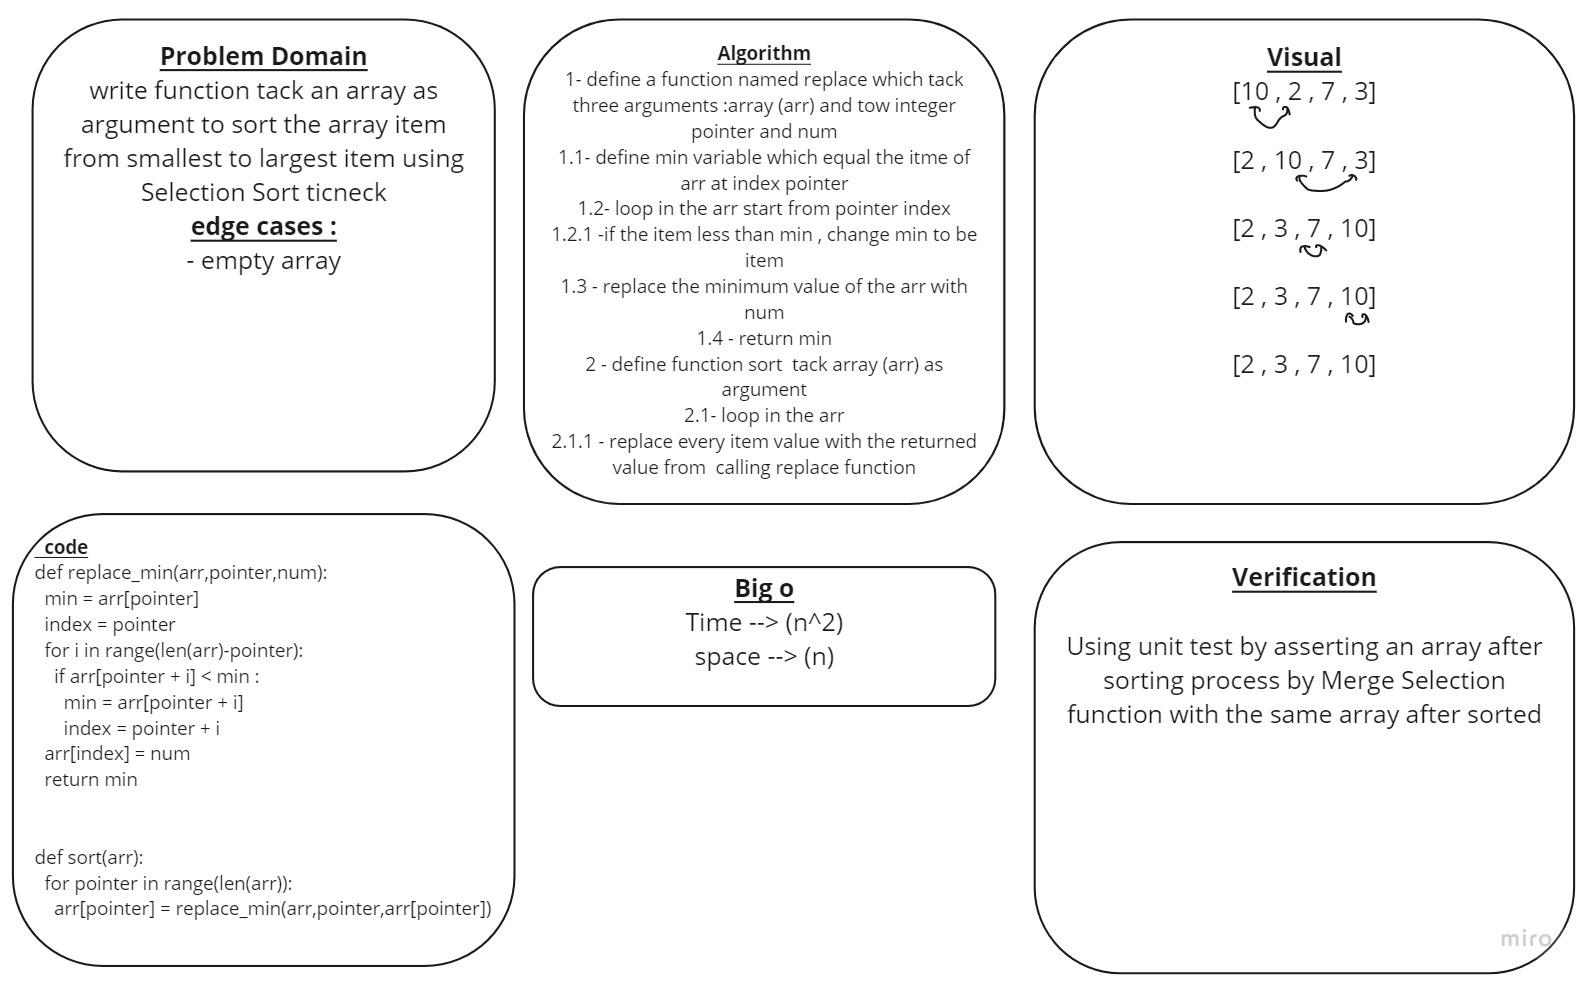 Problem Domain
write function tack an array as
argument to sort the array item
from smallest to largest item using
Selection Sort ticneck
edge cases :
- empty array
Algorithm
1- define a function named replace which tack
three arguments :array (arr) and tow integer
pointer and num
1.1- define min variable which equal the itme of
arr at index pointer
1.2- loop in the arr start from pointer index
1.2.1 -if the item less than min , change min to be
item
1.3 - replace the minimum value of the arr with
num
1.4 - return min
2 - define function sort  tack array (arr) as
argument
2.1- loop in the arr
2.1.1 - replace every item value with the returned
value from  calling replace function
Visual
[10 , 2 , 7 , 3]
[2 , 10 , 7 , 3]
[2 , 3 , 7 , 10]
[2 , 3 , 7 , 10]
[2 , 3 , 7 , 10]
code
def replace_min(arr,pointer,num):
  min = arr[pointer]
  index = pointer
  for i in range(len(arr)-pointer):
    if arr[pointer + i] < min :
      min = arr[pointer + i]
      index = pointer + i
  arr[index] = num
  return min
def sort(arr):
  for pointer in range(len(arr)):
    arr[pointer] = replace_min(arr,pointer,arr[pointer])
Big o
Time --> (n^2)
space --> (n)
Verification
Using unit test by asserting an array after
sorting process by Merge Selection
function with the same array after sorted
miro